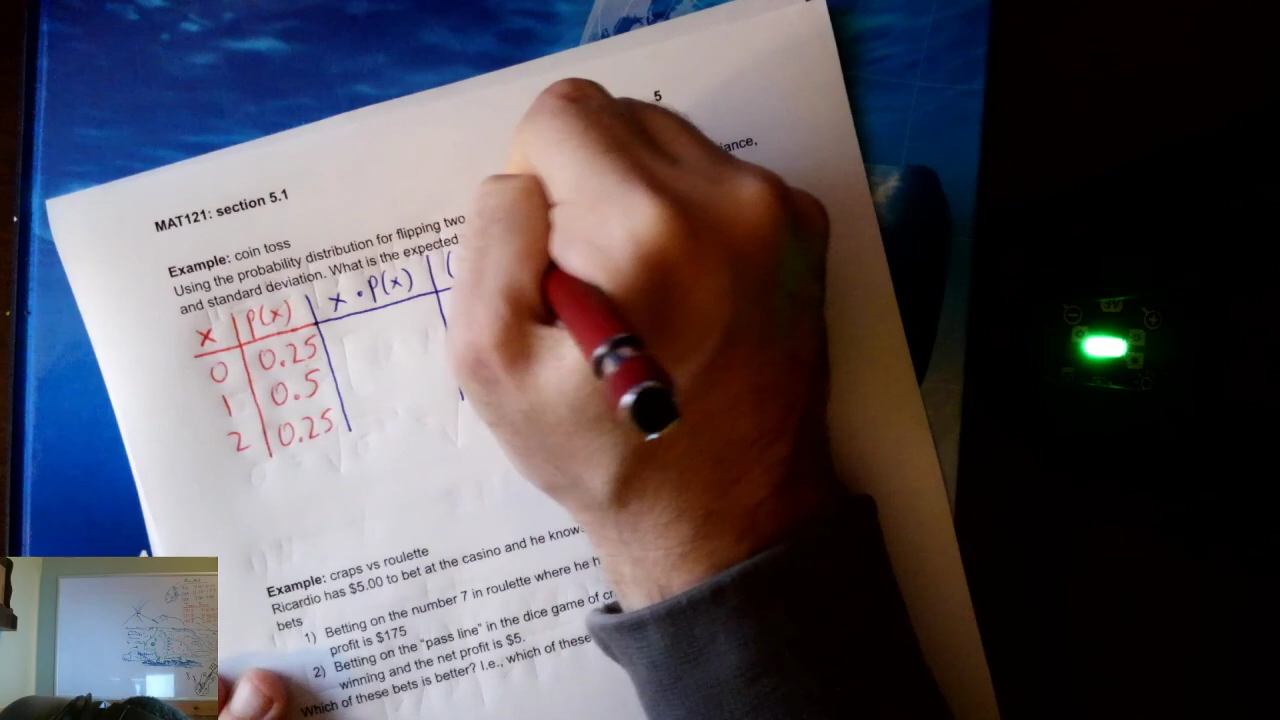 5
iance,
MAT121: section 5.1
Example: coin toss
Using the probability distribution for flipping two
and standard deviation. What is the expected
x p(x) x • p(x) (
0 0.25
1 0.5
2 0.25
Example: craps vs roulette
Ricardo has $5.00 to bet at the casino and he know
bets
1) Betting on the number 7 in roulette where he h
profit is $175
2) Betting on the "pass line" in the dice game of cr
winning and the net profit is $5.
Which of these bets is better? I.e., which of these